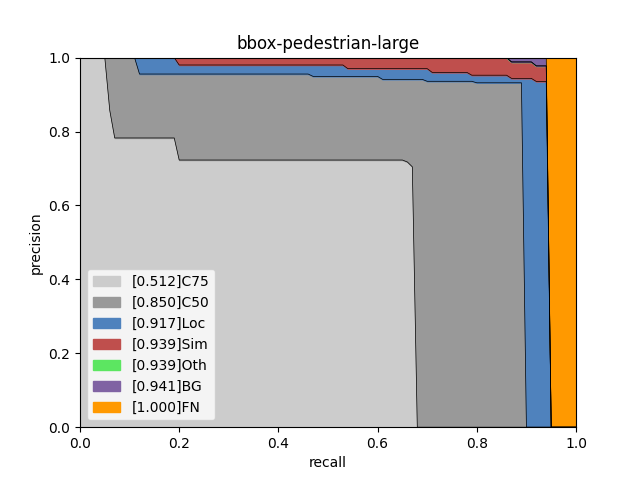 bbox-pedestrian-large
precision
1.0
0.8
0.6
0.4
0.2
0.0
[0.512]C75
[0.850]C50
[0.917]Loc
[0.939]Sim
[0.939]Oth
[0.941]BG
[1.000]FN
0.0 0.2 0.4 0.6 0.8 1.0
recall